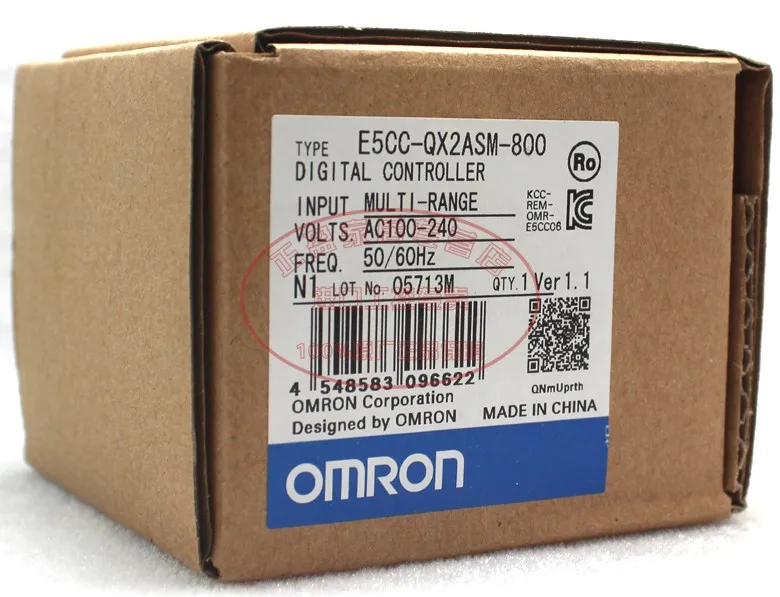 TYPE E5CC-QX2ASM-800
DIGITAL CONTROLLER
Ro
INPUT MULTI-RANGE
VOLTS. AC100-240
FREQ. 50/60Hz
KCC-
REM-
OMR-
E5CC06
N1 LOT No. 05713M QTY.1 Ver1.1
4 548583 096622
QNmUprth
OMRON Corporation
Designed by OMRON MADE IN CHINA
OMRON